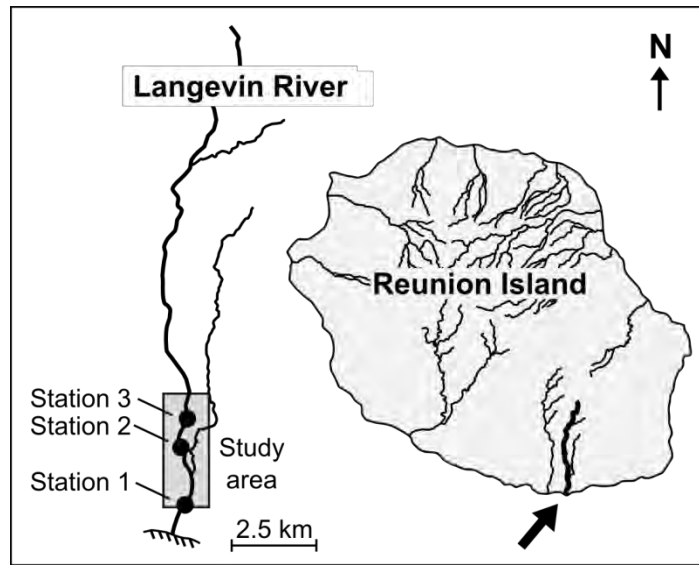 Langevin River
N
Reunion Island
Station 3
Station 2
Station 1
Study
area
2.5 km